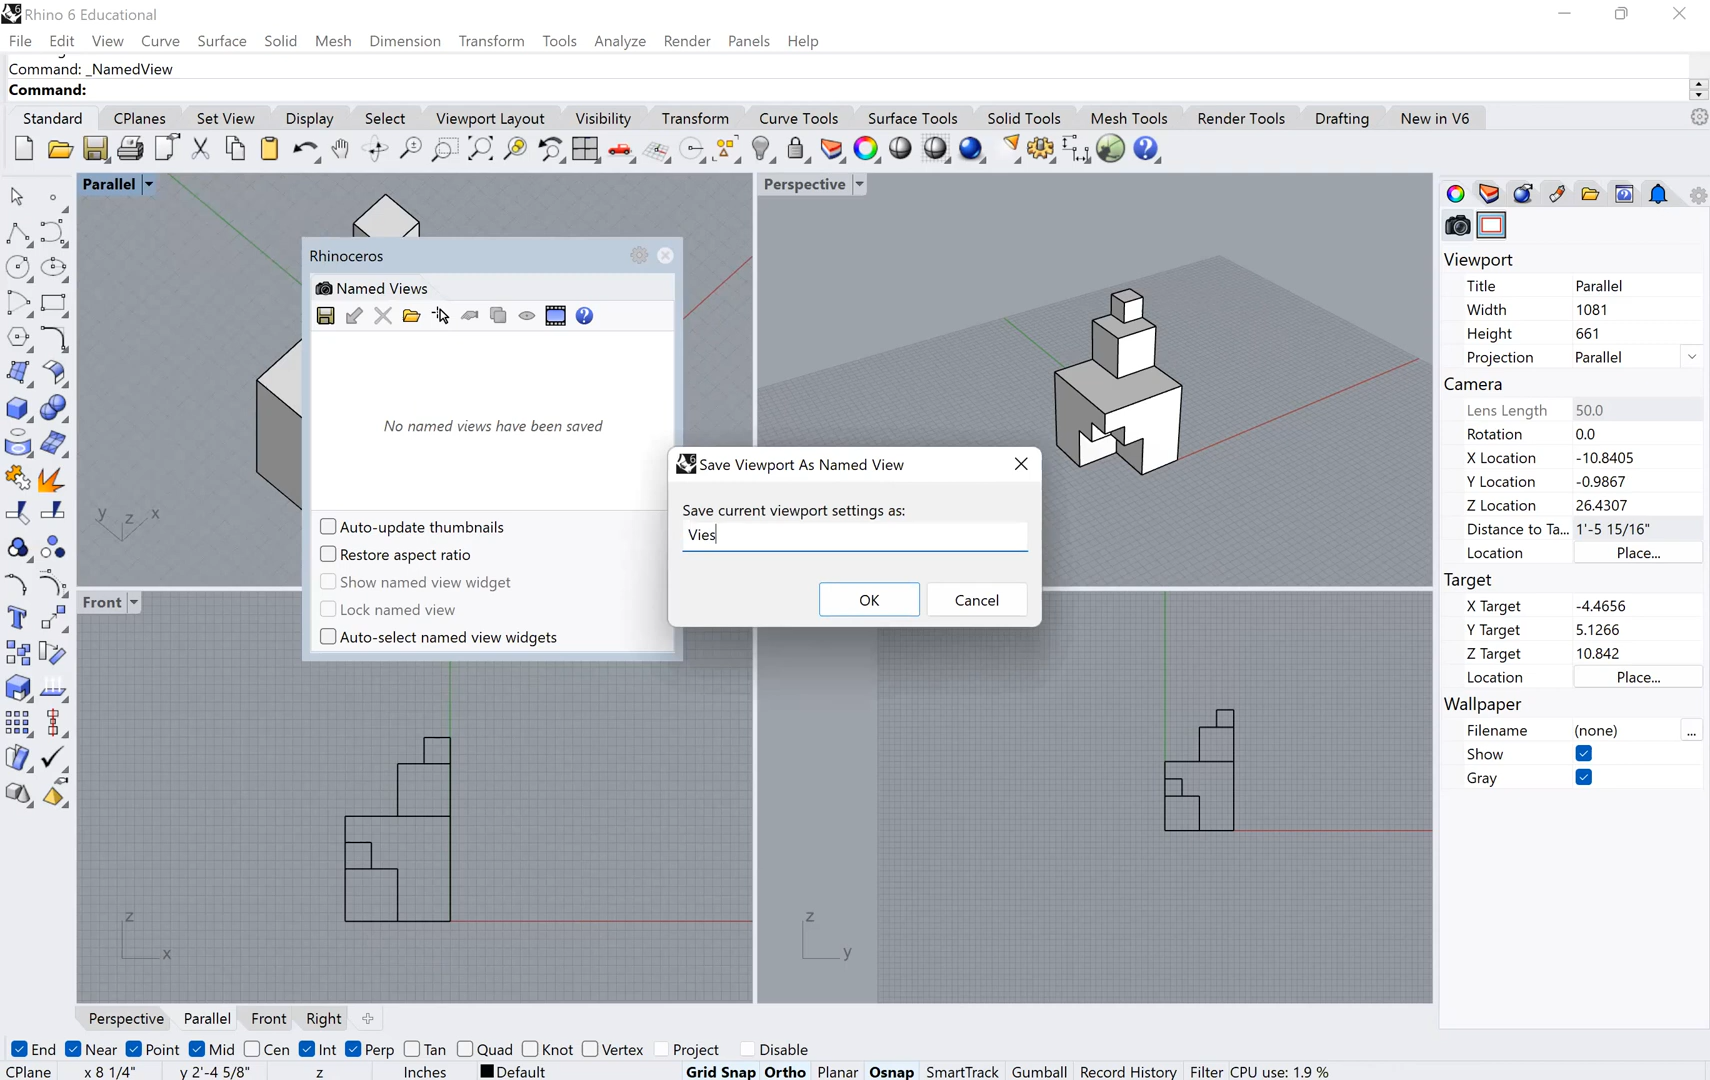 Rhino 6 Educational
File Edit View Curve Surface Solid Mesh Dimension Transform Tools Analyze Render Panels Help
Command: _NamedView
Command:
Standard CPlanes Set View Display Select Viewport Layout Visibility Transform Curve Tools Surface Tools Solid Tools Mesh Tools Render Tools Drafting New in V6
Parallel
Perspective
Rhinoceros
Named Views
No named views have been saved
Auto-update thumbnails
Restore aspect ratio
Show named view widget
Lock named view
Auto-select named view widgets
Save Viewport As Named View
Save current viewport settings as:
Vies
OK Cancel
y z x
Front
z
x
z
y
Viewport
Title Parallel
Width 1081
Height 661
Projection Parallel
Camera
Lens Length 50.0
Rotation 0.0
X Location -10.8405
Y Location -0.9867
Z Location 26.4307
Distance to Ta... 1'-5 15/16"
Location Place...
Target
X Target -4.4656
Y Target 5.1266
Z Target 10.842
Location Place...
Wallpaper
Filename (none) ...
Show
Gray
Perspective Parallel Front Right
End Near Point Mid Cen Int Perp Tan Quad Knot Vertex Project Disable
CPlane x 8 1/4" y 2'-4 5/8" z Inches Default Grid Snap Ortho Planar Osnap SmartTrack Gumball Record History Filter CPU use: 1.9 %